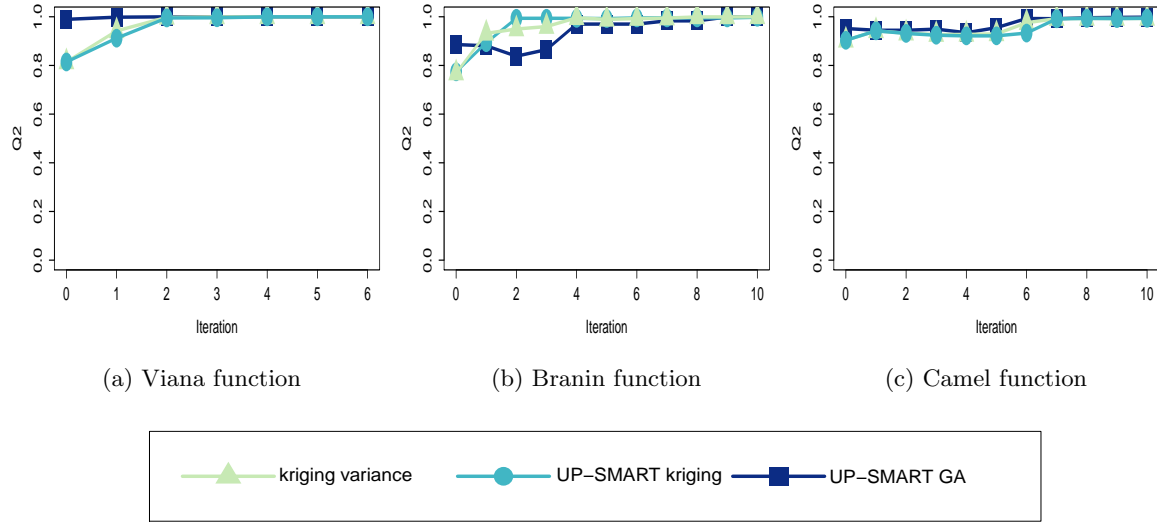 Q2
0.0 0.2 0.4 0.6 0.8 1.0
0 1 2 3 4 5 6
Iteration
(a) Viana function
Q2
0.0 0.2 0.4 0.6 0.8 1.0
0 2 4 6 8 10
Iteration
(b) Branin function
Q2
0.0 0.2 0.4 0.6 0.8 1.0
0 2 4 6 8 10
Iteration
(c) Camel function
kriging variance UP−SMART kriging UP−SMART GA